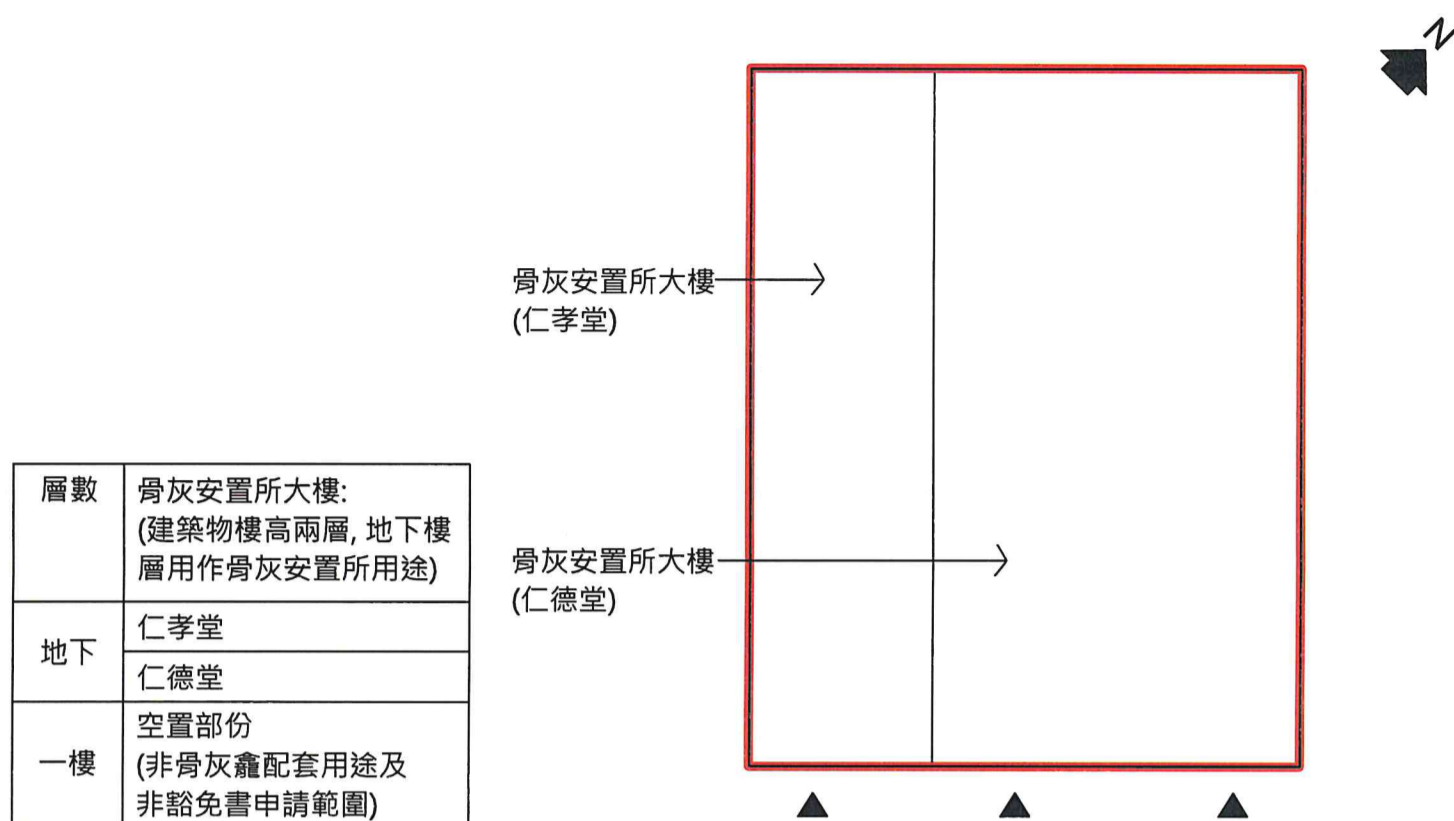 N
骨灰安置所大樓
(仁孝堂)
骨灰安置所大樓
(仁德堂)
層數
骨灰安置所大樓:
(建築物樓高兩層, 地下樓
層用作骨灰安置所用途)
地下
仁孝堂
仁德堂
一樓
空置部份
(非骨灰龕配套用途及
非豁免書申請範圍)